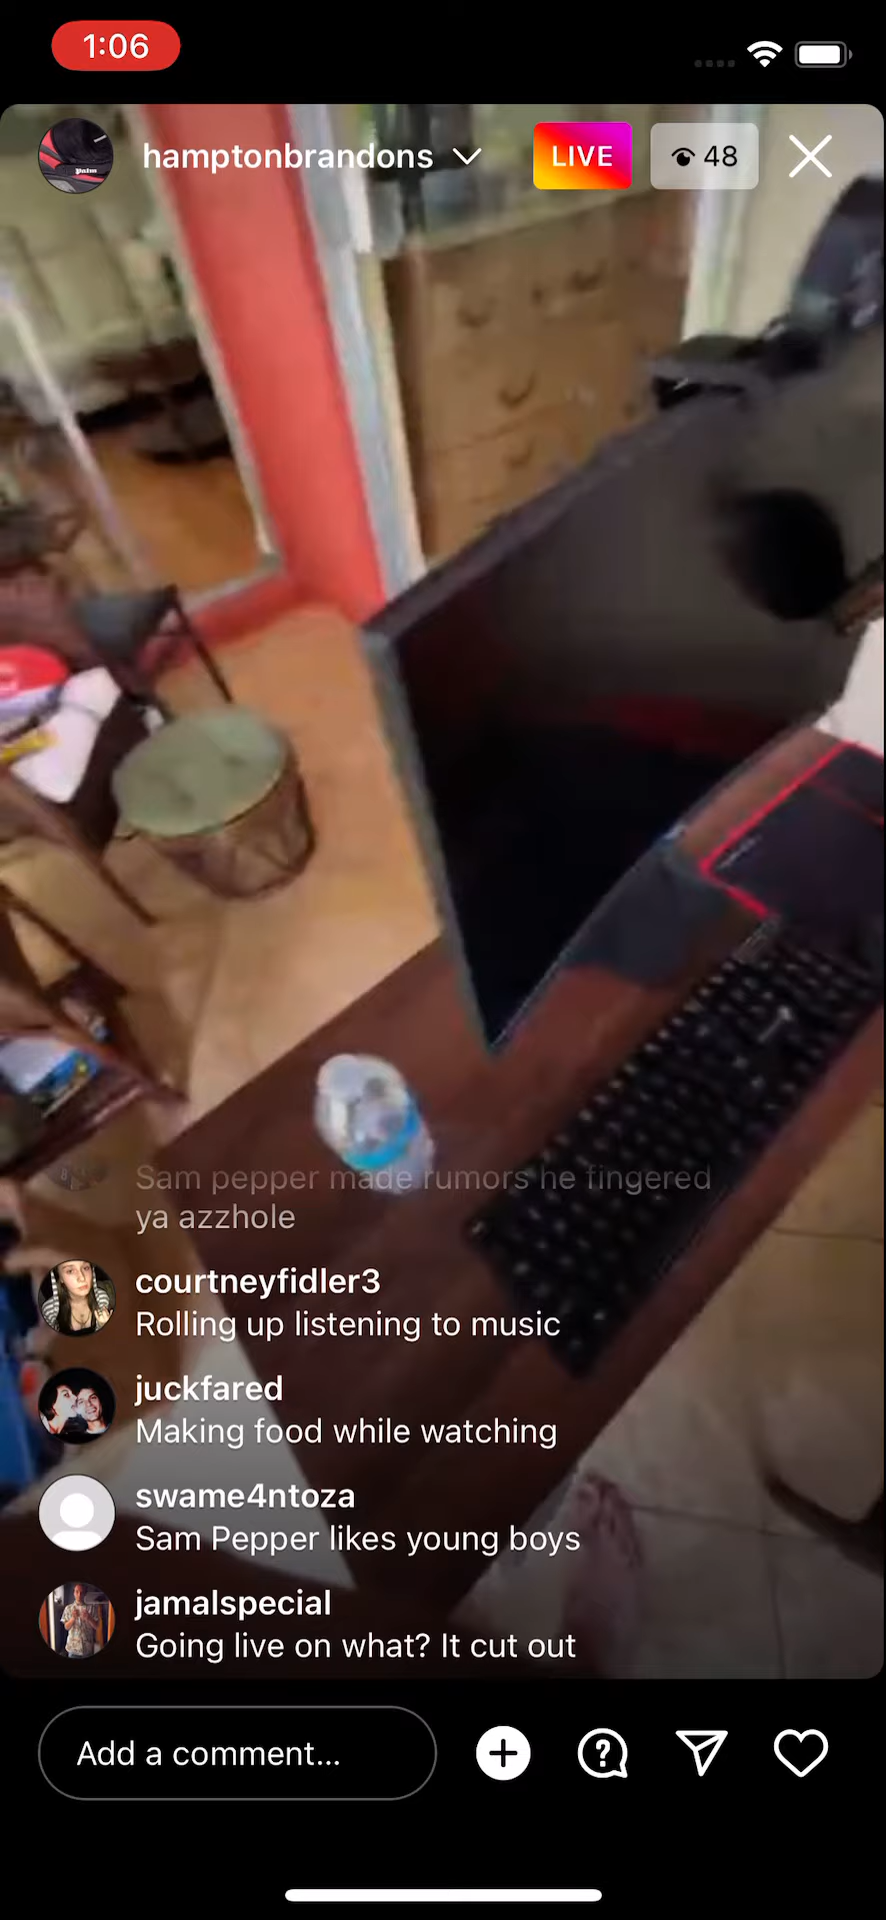 1:06
hamptonbrandons
LIVE
48
palm
Sam pepper made rumors he fingered
ya azzhole
courtneyfidler3
Rolling up listening to music
juckfared
Making food while watching
swame4ntoza
Sam Pepper likes young boys
jamalspecial
Going live on what? It cut out
Add a comment...